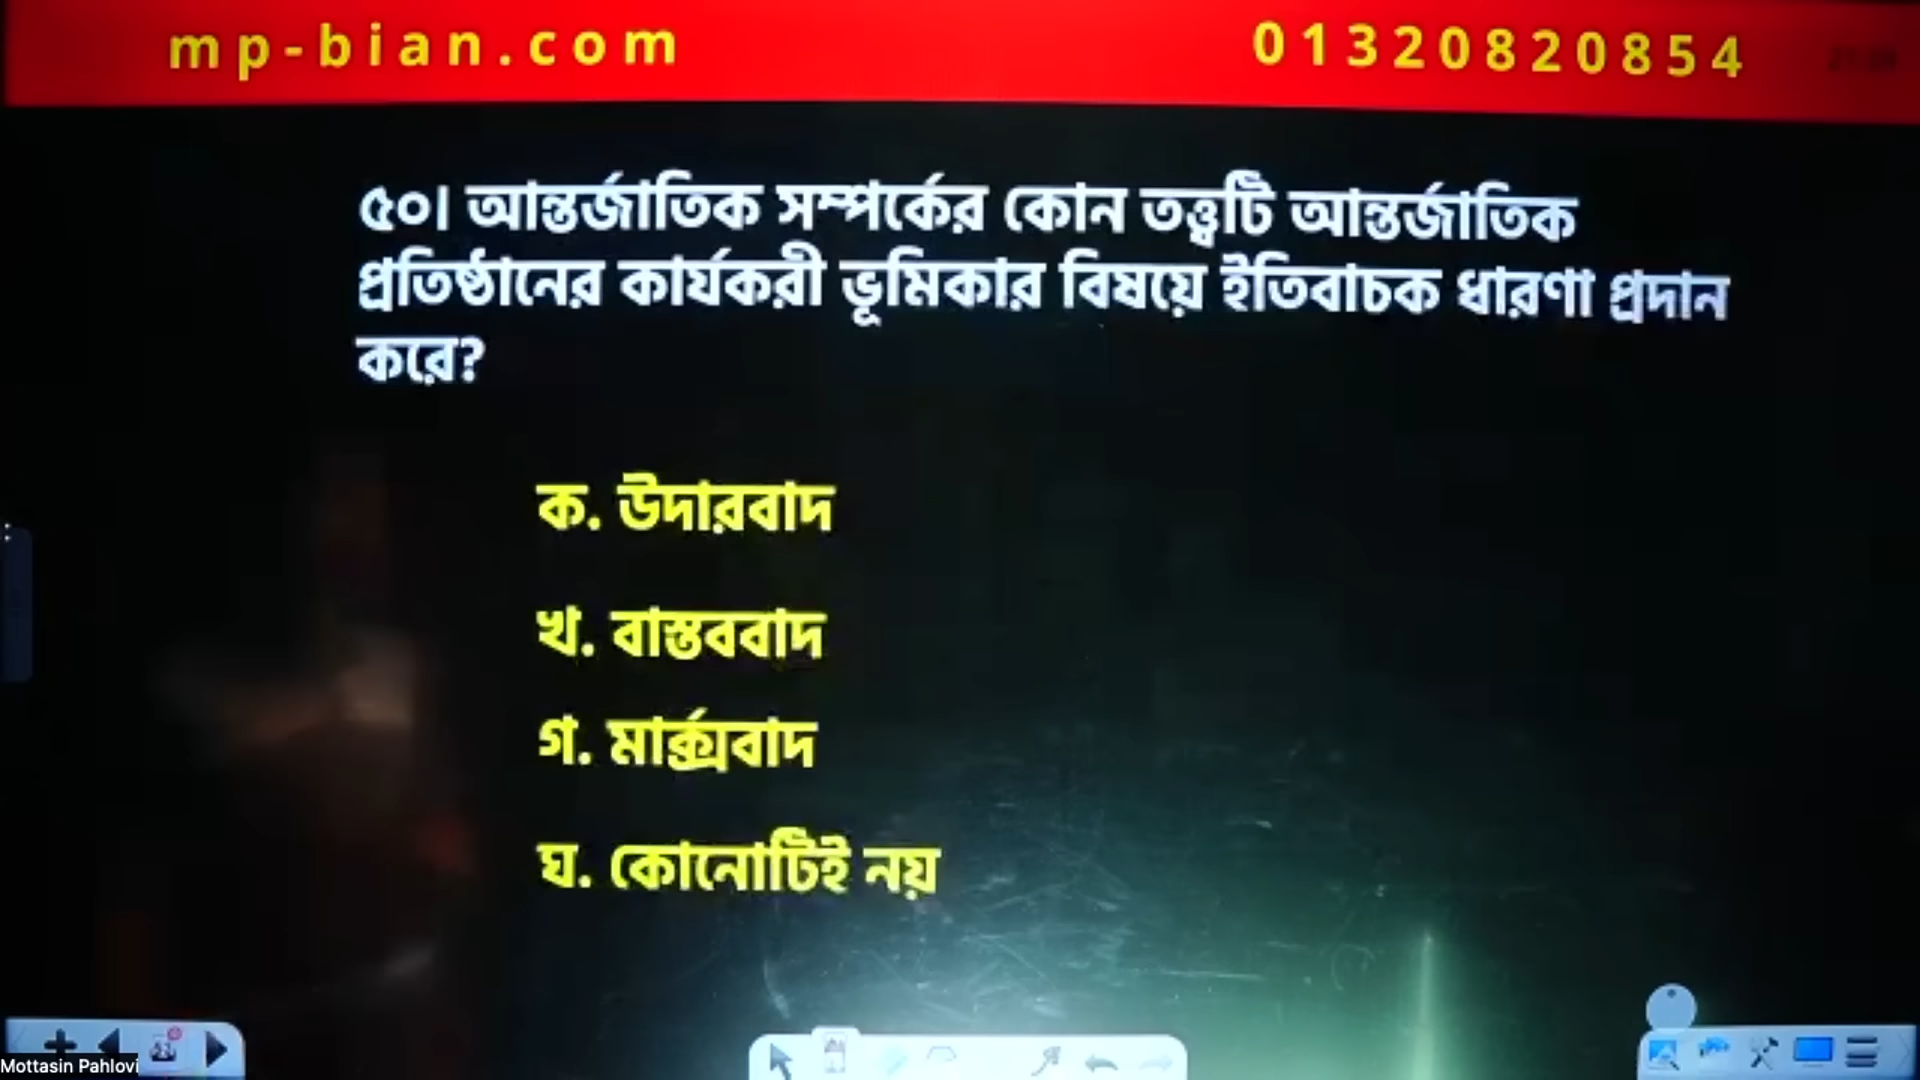 mp-bian.com 01320820854
৫০। আন্তর্জাতিক সম্পর্কের কোন তত্ত্বটি আন্তর্জাতিক
প্রতিষ্ঠানের কার্যকরী ভূমিকার বিষয়ে ইতিবাচক ধারণা প্রদান
করে?
ক. উদারবাদ
খ. বাস্তববাদ
গ. মার্ক্সবাদ
ঘ. কোনোটিই নয়
Mottasin Pahlovi